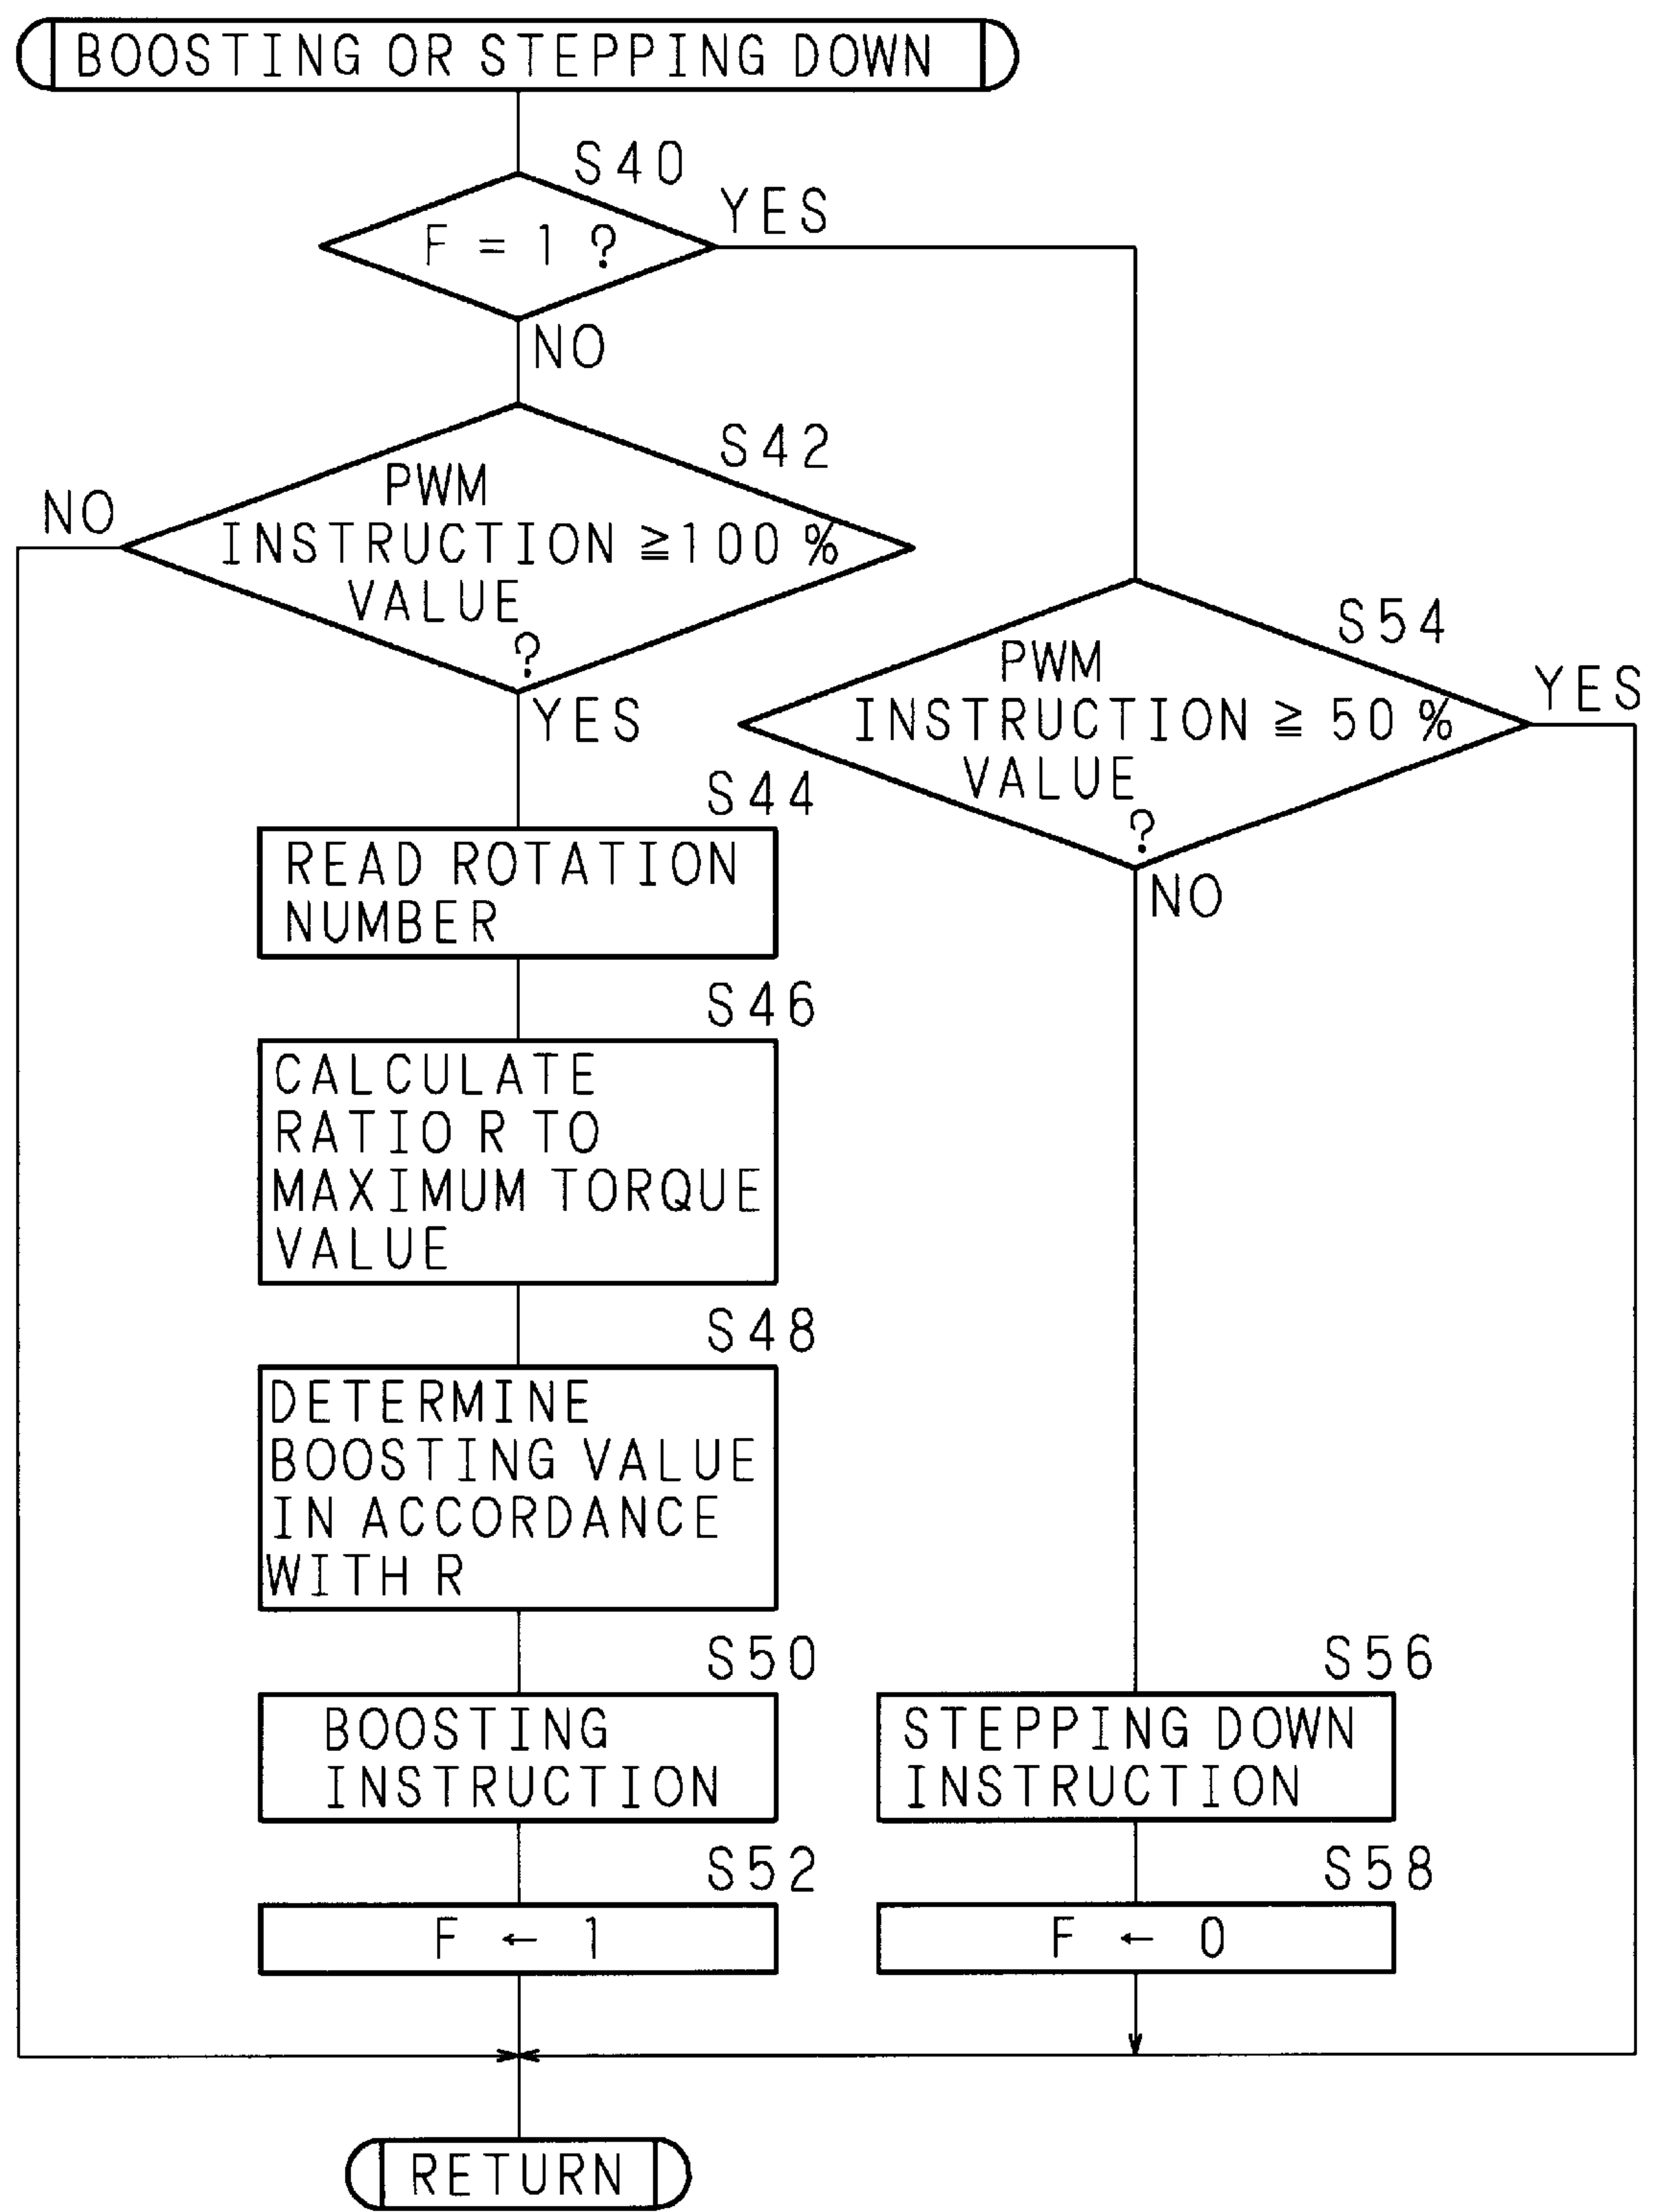 BOOSTING OR STEPPING DOWN
S40
F = 1 ?
YES
NO
S42
PWM
INSTRUCTION ≧100 %
VALUE
?
NO
YES
S44
READ ROTATION
NUMBER
S46
CALCULATE
RATIO R TO
MAXIMUM TORQUE
VALUE
S48
DETERMINE
BOOSTING VALUE
IN ACCORDANCE
WITH R
S50
BOOSTING
INSTRUCTION
S52
F ← 1
S54
PWM
INSTRUCTION ≧ 50 %
VALUE
?
YES
NO
S56
STEPPING DOWN
INSTRUCTION
S58
F ← 0
RETURN